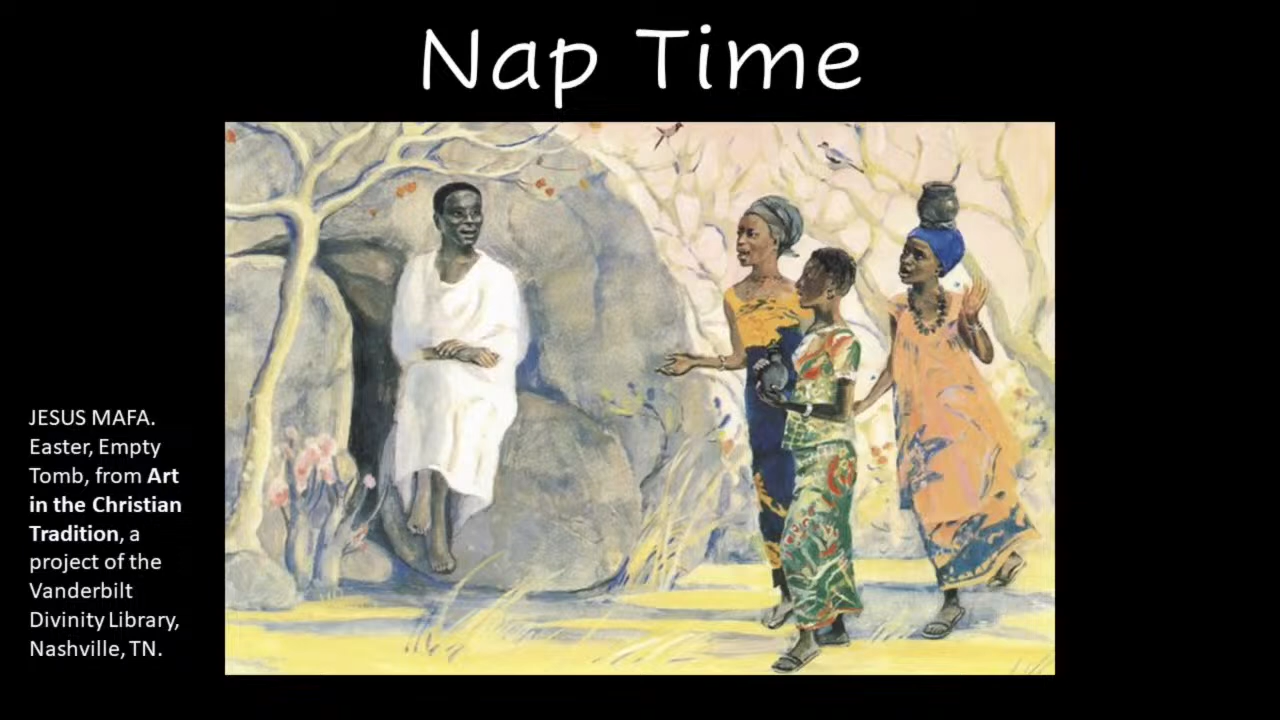 Nap Time
JESUS MAFA.
Easter, Empty
Tomb, from Art
in the Christian
Tradition, a
project of the
Vanderbilt
Divinity Library,
Nashville, TN.